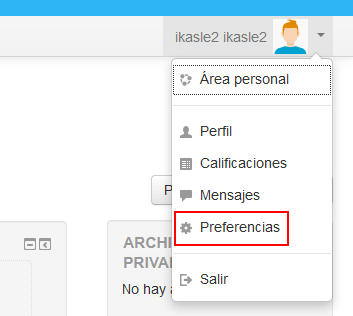 ikasle2 ikasle2
Área personal
Perfil
Calificaciones
Mensajes
Preferencias
Salir
P
ARCHI
PRIVA
No hay a